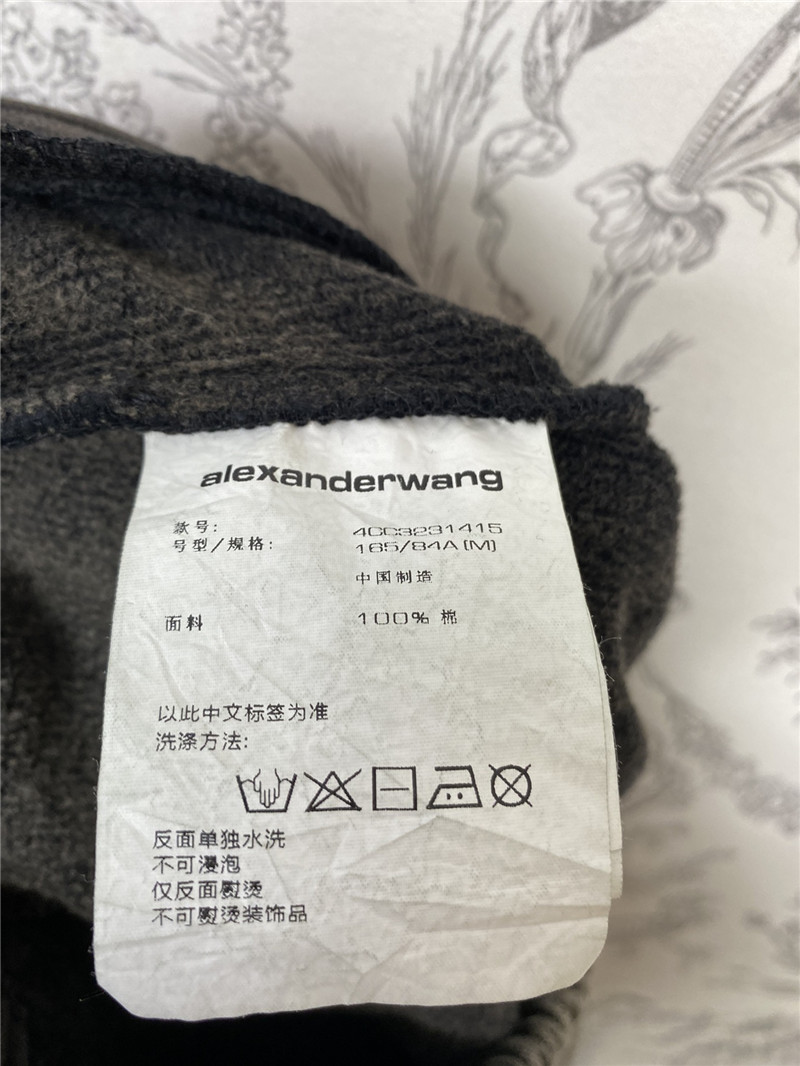 alexanderwang
款号: 4CC3231415
号型/规格: 165/84A(M)
中国制造
面料 100% 棉
以此中文标签为准
洗涤方法:
反面单独水洗
不可浸泡
仅反面熨烫
不可熨烫装饰品